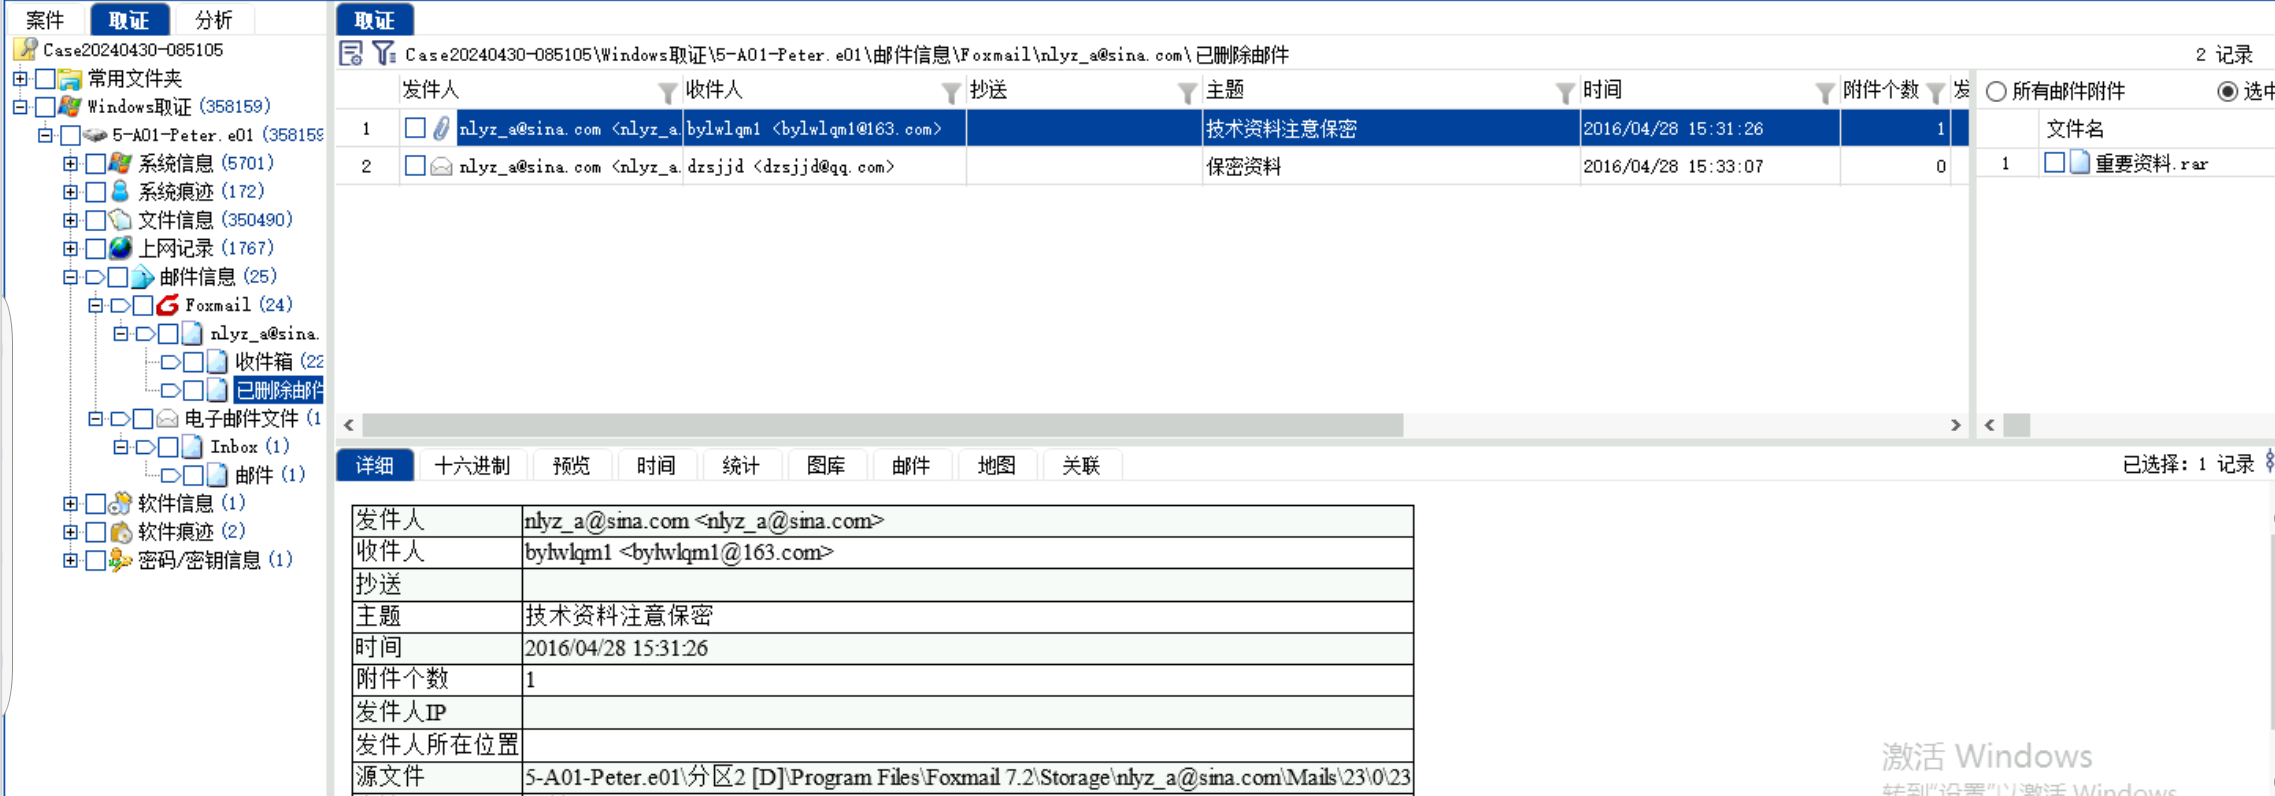 案件 取证 分析
取证
Case20240430-085105
常用文件夹
Windows取证 (358159)
5-A01-Peter.e01 (358159
系统信息 (5701)
系统痕迹 (172)
文件信息 (350490)
上网记录 (1767)
邮件信息 (25)
Foxmail (24)
nlyz_a@sina.
收件箱 (22
已删除邮件
电子邮件文件 (1
Inbox (1)
邮件 (1)
软件信息 (1)
软件痕迹 (2)
密码/密钥信息 (1)
Case20240430-085105\Windows取证\5-A01-Peter.e01\邮件信息\Foxmail\nlyz_a@sina.com\已删除邮件 2 记录
发件人 收件人 抄送 主题 时间 附件个数 发
1 nlyz_a@sina.com <nlyz_a. bylwlqm1 <bylwlqm1@163.com> 技术资料注意保密 2016/04/28 15:31:26 1
2 nlyz_a@sina.com <nlyz_a. dzsjjd <dzsjjd@qq.com> 保密资料 2016/04/28 15:33:07 0
所有邮件附件 选中
文件名
1 重要资料.rar
详细 十六进制 预览 时间 统计 图库 邮件 地图 关联 已选择: 1 记录
发件人 nlyz_a@sina.com <nlyz_a@sina.com>
收件人 bylwlqm1 <bylwlqm1@163.com>
抄送
主题 技术资料注意保密
时间 2016/04/28 15:31:26
附件个数 1
发件人IP
发件人所在位置
源文件 5-A01-Peter.e01\分区2 [D]\Program Files\Foxmail 7.2\Storage\nlyz_a@sina.com\Mails\23\0\23
激活 Windows
转到"设置"以激活 Windows